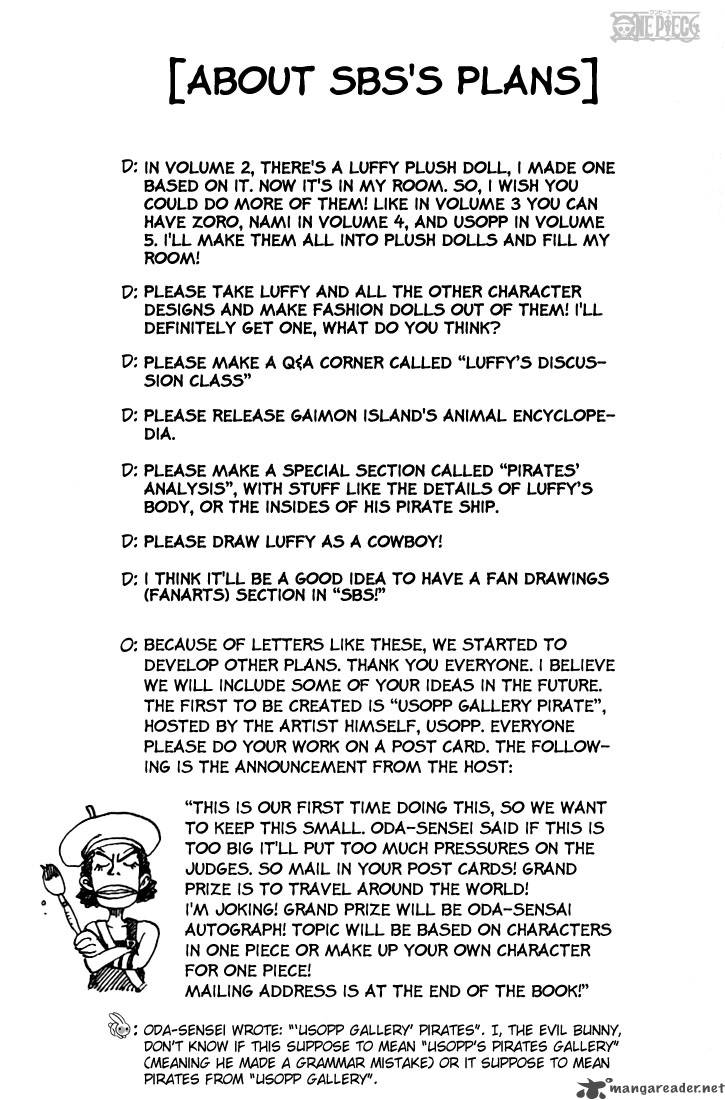 ワンピース
ONE PIECE
[ABOUT SBS'S PLANS]
D: IN VOLUME 2, THERE'S A LUFFY PLUSH DOLL, I MADE ONE
BASED ON IT. NOW IT'S IN MY ROOM. SO, I WISH YOU
COULD DO MORE OF THEM! LIKE IN VOLUME 3 YOU CAN
HAVE ZORO, NAMI IN VOLUME 4, AND USOPP IN VOLUME
5. I'LL MAKE THEM ALL INTO PLUSH DOLLS AND FILL MY
ROOM!
D: PLEASE TAKE LUFFY AND ALL THE OTHER CHARACTER
DESIGNS AND MAKE FASHION DOLLS OUT OF THEM! I'LL
DEFINITELY GET ONE, WHAT DO YOU THINK?
D: PLEASE MAKE A Q&A CORNER CALLED "LUFFY'S DISCUS-
SION CLASS"
D: PLEASE RELEASE GAIMON ISLAND'S ANIMAL ENCYCLOPE-
DIA.
D: PLEASE MAKE A SPECIAL SECTION CALLED "PIRATES'
ANALYSIS", WITH STUFF LIKE THE DETAILS OF LUFFY'S
BODY, OR THE INSIDES OF HIS PIRATE SHIP.
D: PLEASE DRAW LUFFY AS A COWBOY!
D: I THINK IT'LL BE A GOOD IDEA TO HAVE A FAN DRAWINGS
(FANARTS) SECTION IN "SBS!"
O: BECAUSE OF LETTERS LIKE THESE, WE STARTED TO
DEVELOP OTHER PLANS. THANK YOU EVERYONE. I BELIEVE
WE WILL INCLUDE SOME OF YOUR IDEAS IN THE FUTURE.
THE FIRST TO BE CREATED IS "USOPP GALLERY PIRATE",
HOSTED BY THE ARTIST HIMSELF, USOPP. EVERYONE
PLEASE DO YOUR WORK ON A POST CARD. THE FOLLOW-
ING IS THE ANNOUNCEMENT FROM THE HOST:
"THIS IS OUR FIRST TIME DOING THIS, SO WE WANT
TO KEEP THIS SMALL. ODA-SENSEI SAID IF THIS IS
TOO BIG IT'LL PUT TOO MUCH PRESSURES ON THE
JUDGES. SO MAIL IN YOUR POST CARDS! GRAND
PRIZE IS TO TRAVEL AROUND THE WORLD!
I'M JOKING! GRAND PRIZE WILL BE ODA-SENSAI
AUTOGRAPH! TOPIC WILL BE BASED ON CHARACTERS
IN ONE PIECE OR MAKE UP YOUR OWN CHARACTER
FOR ONE PIECE!
MAILING ADDRESS IS AT THE END OF THE BOOK!"
: ODA-SENSEI WROTE: "'USOPP GALLERY' PIRATES". I, THE EVIL BUNNY,
DON'T KNOW IF THIS SUPPOSE TO MEAN "USOPP'S PIRATES GALLERY"
(MEANING HE MADE A GRAMMAR MISTAKE) OR IT SUPPOSE TO MEAN
PIRATES FROM "USOPP GALLERY".
mangareader.net